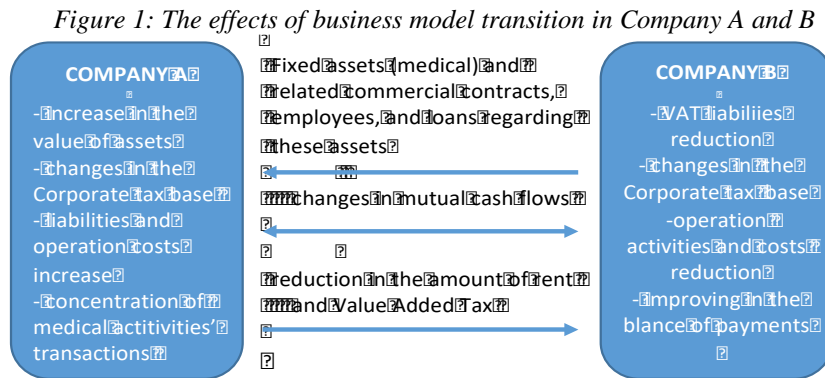 Figure 1: The effects of business model transition in Company A and B
COMPANY A
- increase in the
value of assets
- changes in the
Corporate tax base
- liabilities and
operation costs
increase
- concentration of
medical actitivities'
transactions
Fixed assets (medical) and
related commercial contracts,
employees, and loans regarding
these assets
changes in mutual cash flows
reduction in the amount of rent
and Value Added Tax
COMPANY B
- VAT liabiliies
reduction
- changes in the
Corporate tax base
-operation
activities and costs
reduction
- improving in the
blance of payments